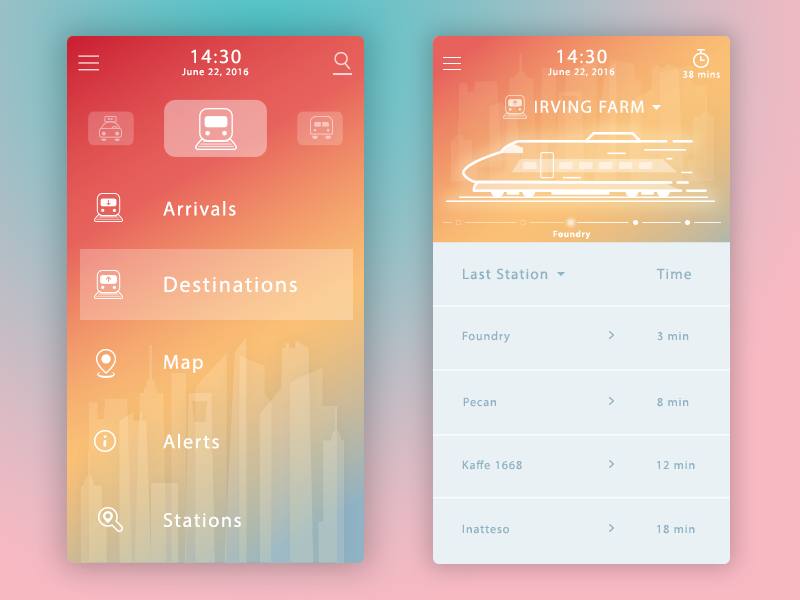 14:30
June 22, 2016
Arrivals
Destinations
Map
Alerts
Stations
14:30
June 22, 2016
38 mins
IRVING FARM
Foundry
Last Station Time
Foundry 3 min
Pecan 8 min
Kaffe 1668 12 min
Inatteso 18 min